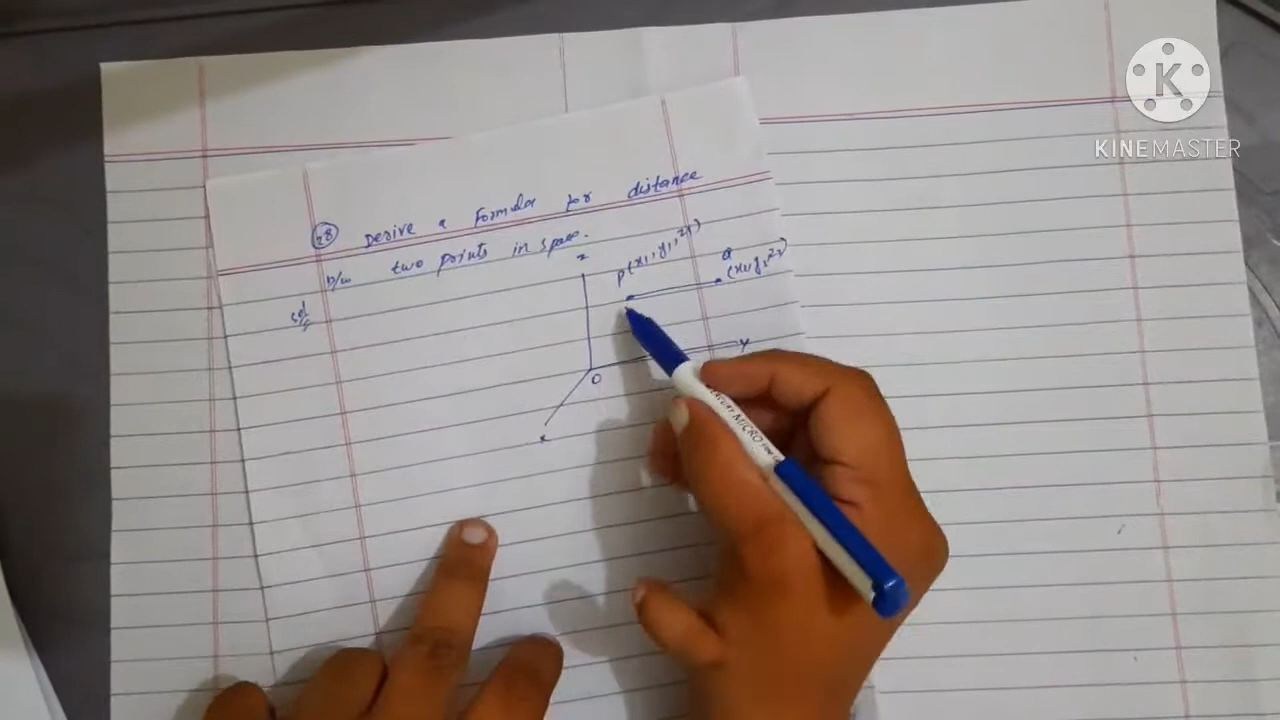 28 Derive a formula for distance
b/w two points in space.
Sol
z
P(x1, y1, z1)
Q
(x2, y2, z2)
O
Y
x
K
KINEMASTER